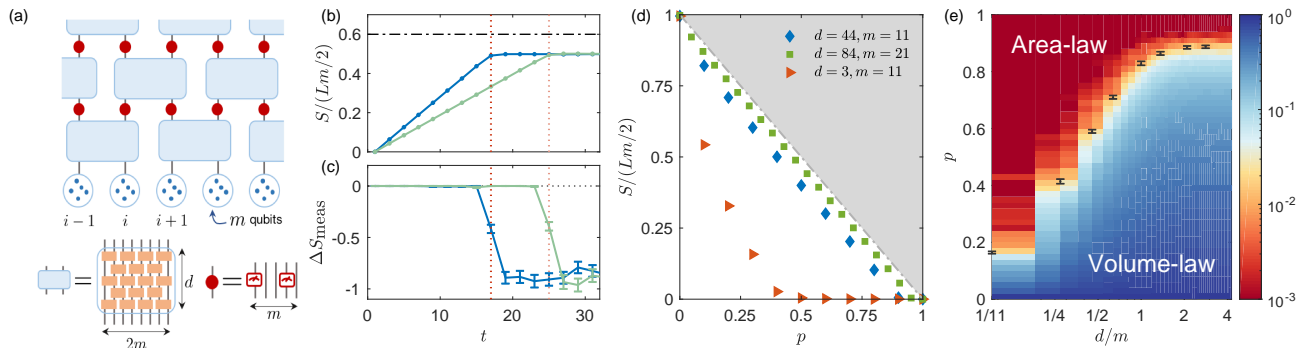 (a)
i − 1
i
i + 1
m qubits
d
2m
m
(b)
S/(Lm/2)
0.6
0.4
0.2
0
(c)
ΔS_meas
0
-0.5
-1
0
10
20
30
t
(d)
S/(Lm/2)
1
0.75
0.5
0.25
0
d = 44, m = 11
d = 84, m = 21
d = 3, m = 11
0
0.25
0.5
0.75
1
p
(e)
p
1
0.8
0.6
0.4
0.2
0
Area-law
Volume-law
1/11
1/4
1/2
1
2
4
d/m
10^0
10^-1
10^-2
10^-3